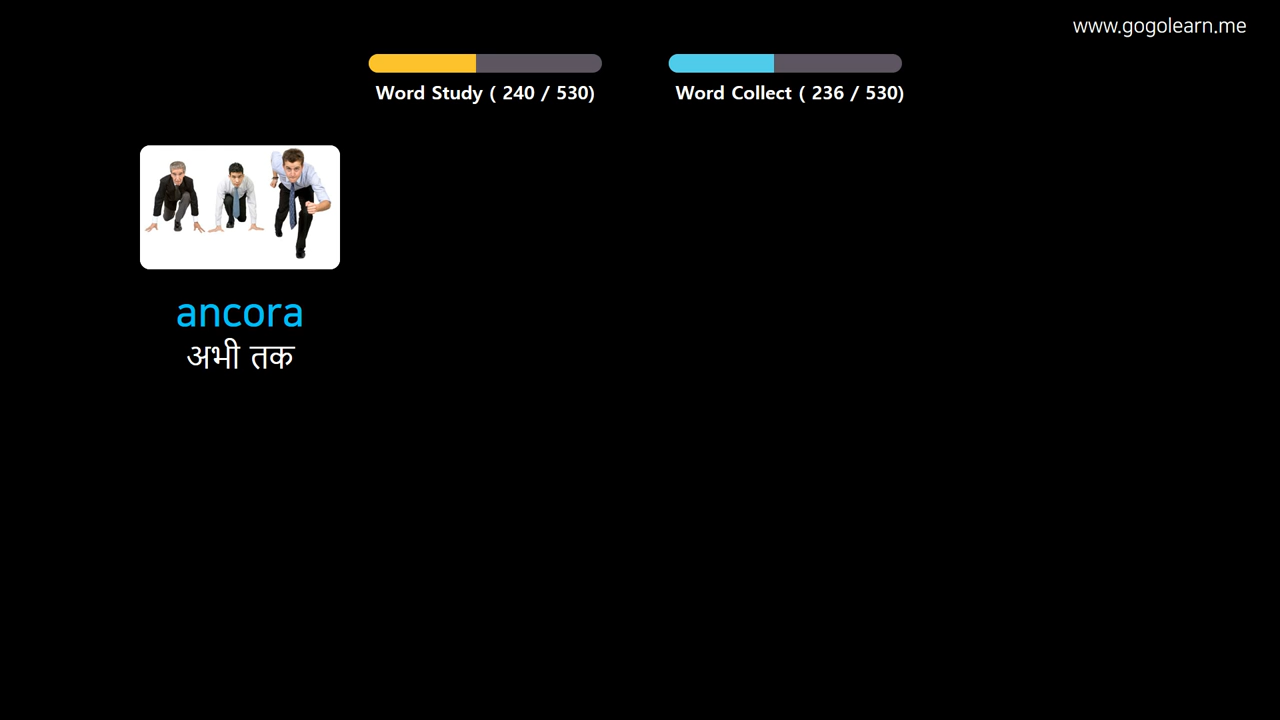 www.gogolearn.me
Word Study ( 240 / 530)
Word Collect ( 236 / 530)
ancora
अभी तक